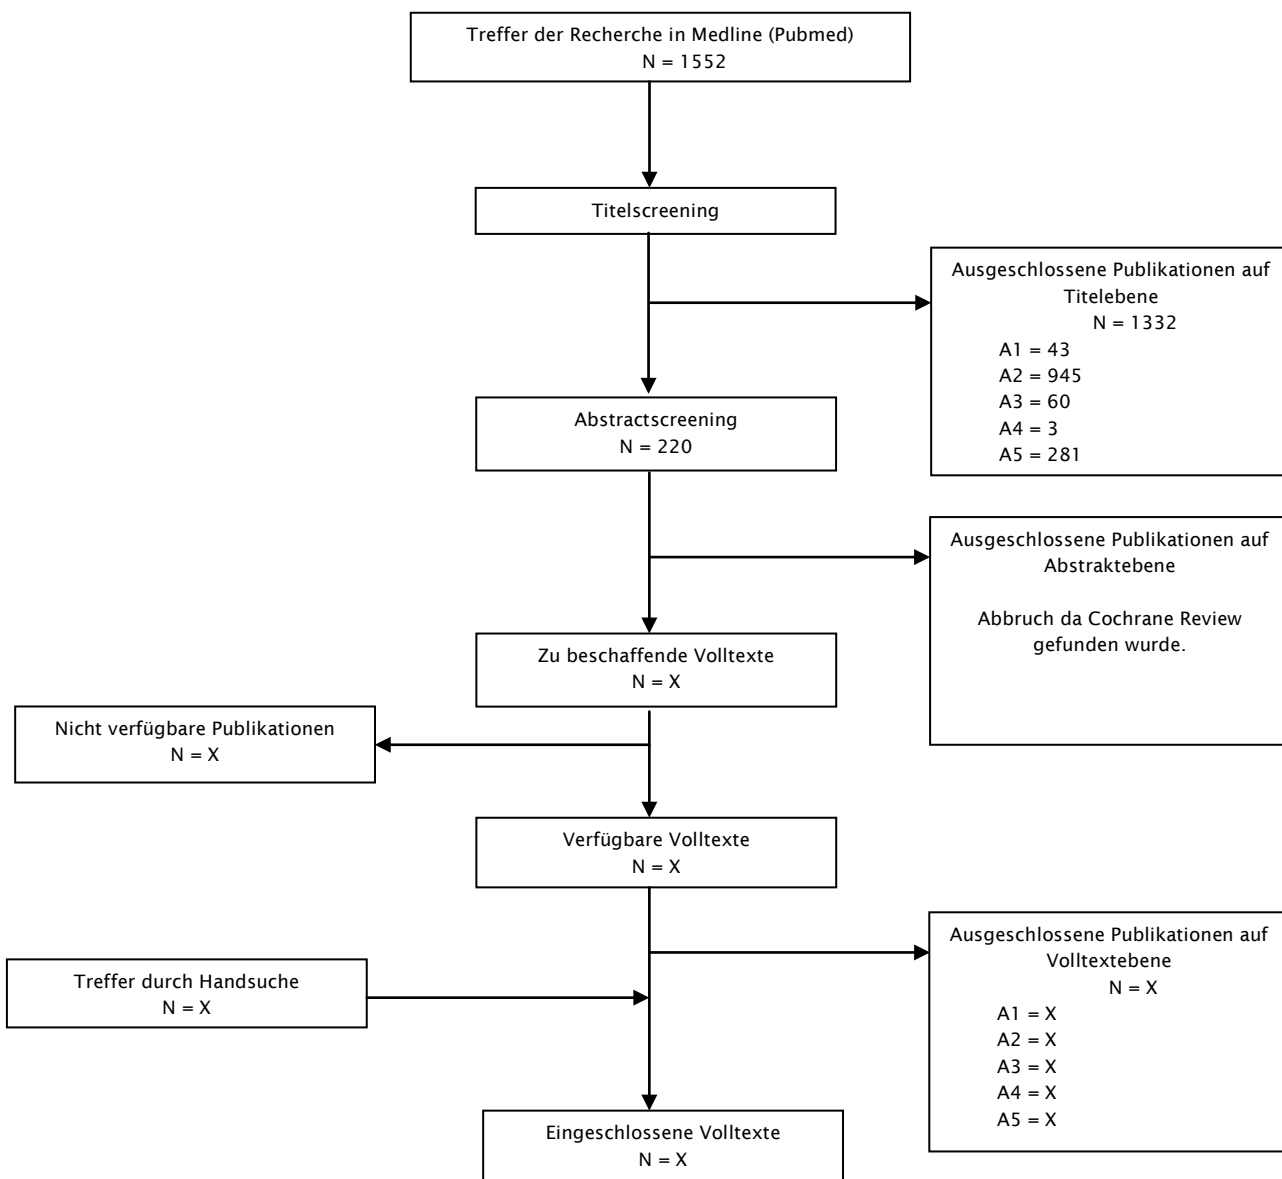 Treffer der Recherche in Medline (Pubmed)
N = 1552
Titelscreening
Ausgeschlossene Publikationen auf
Titelebene
N = 1332
A1 = 43
A2 = 945
A3 = 60
A4 = 3
A5 = 281
Abstractscreening
N = 220
Ausgeschlossene Publikationen auf
Abstraktebene
Abbruch da Cochrane Review
gefunden wurde.
Zu beschaffende Volltexte
N = X
Nicht verfügbare Publikationen
N = X
Verfügbare Volltexte
N = X
Ausgeschlossene Publikationen auf
Volltextebene
N = X
A1 = X
A2 = X
A3 = X
A4 = X
A5 = X
Treffer durch Handsuche
N = X
Eingeschlossene Volltexte
N = X